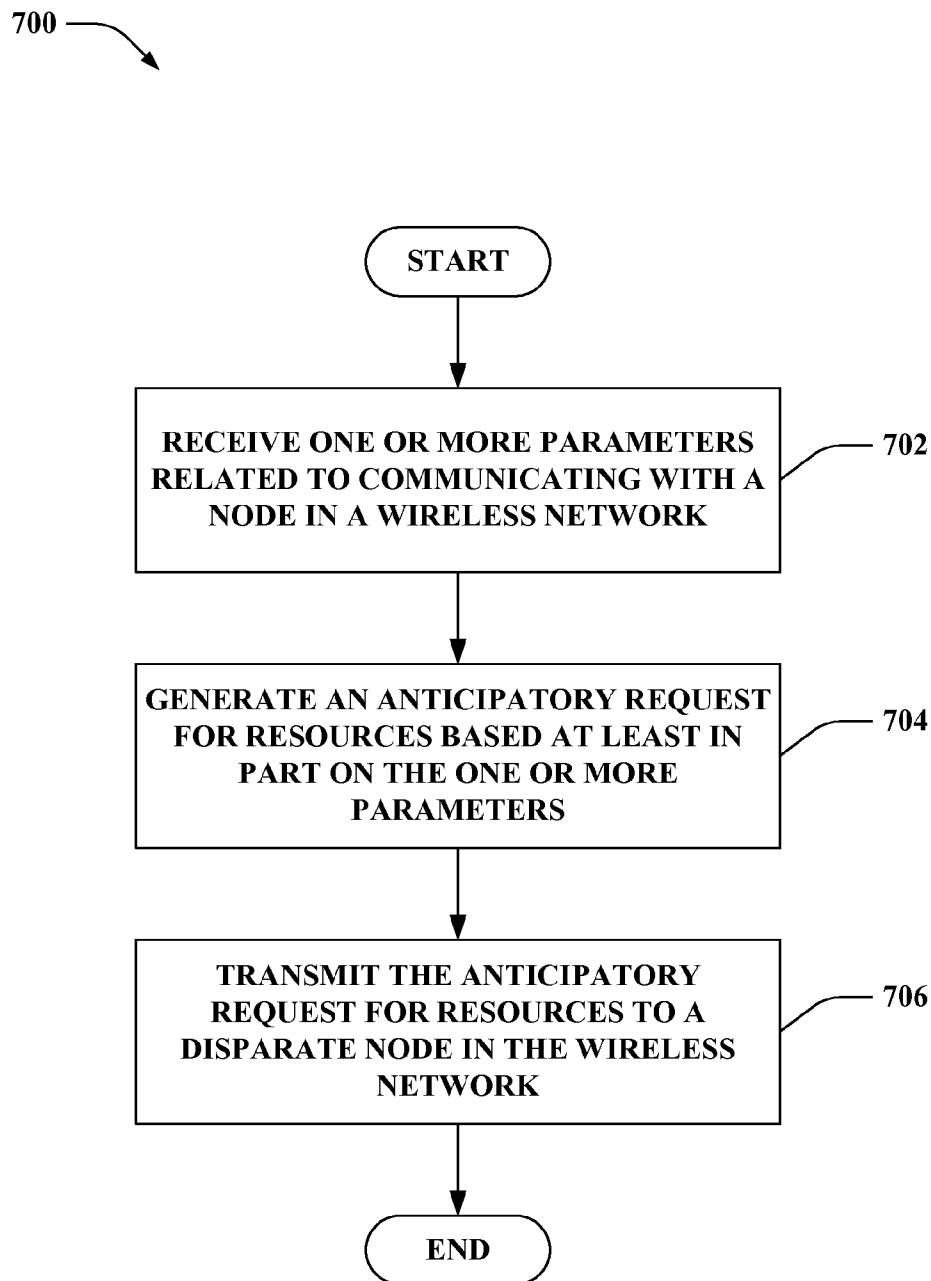 700
START
RECEIVE ONE OR MORE PARAMETERS
RELATED TO COMMUNICATING WITH A
NODE IN A WIRELESS NETWORK
702
GENERATE AN ANTICIPATORY REQUEST
FOR RESOURCES BASED AT LEAST IN
PART ON THE ONE OR MORE
PARAMETERS
704
TRANSMIT THE ANTICIPATORY
REQUEST FOR RESOURCES TO A
DISPARATE NODE IN THE WIRELESS
NETWORK
706
END